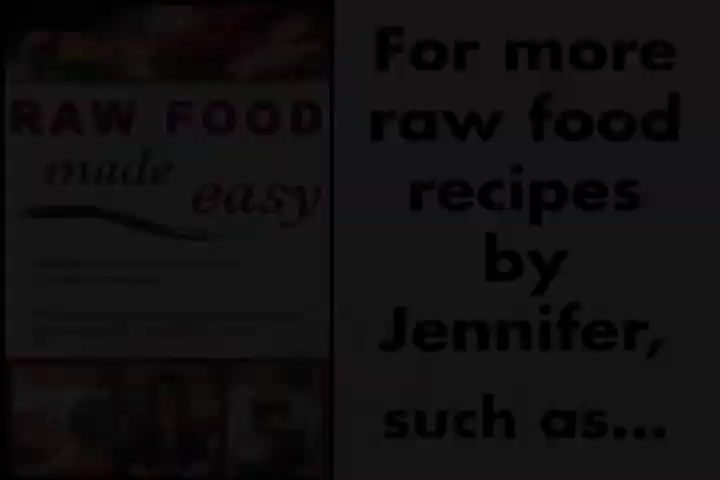 RAW FOOD
made
easy
For more
raw food
recipes
by
Jennifer,
such as...